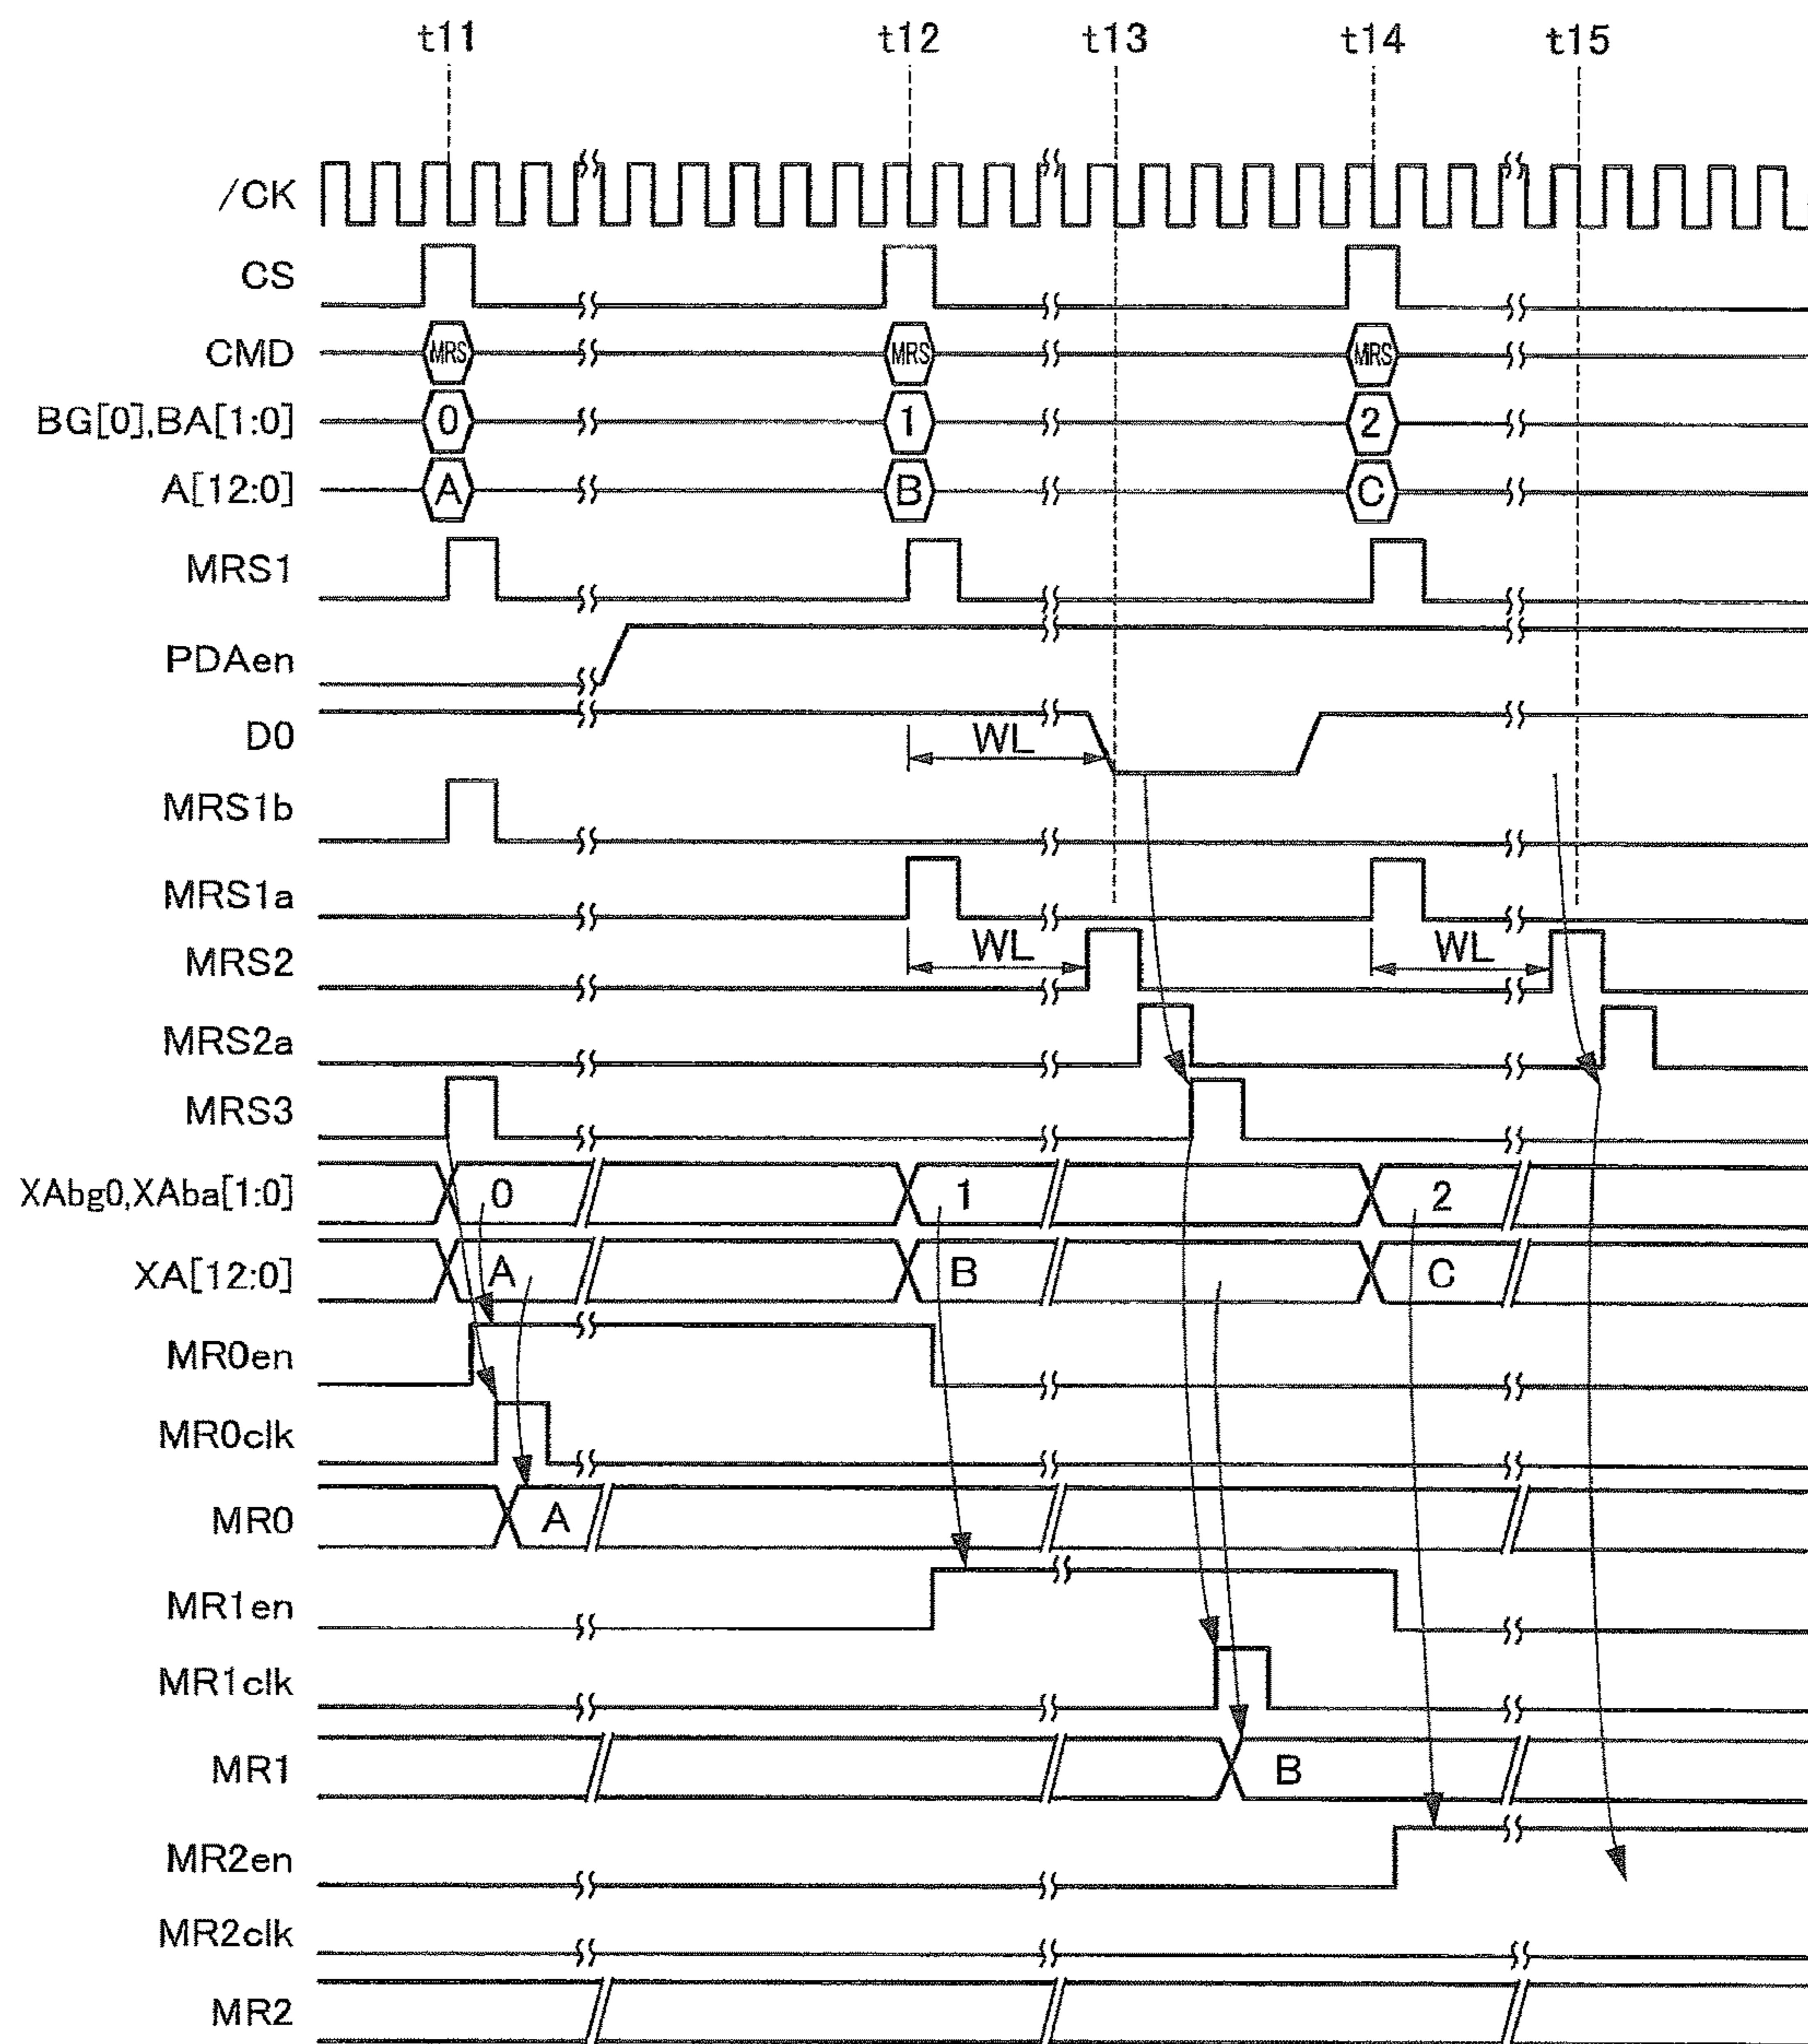 t11 t12 t13 t14 t15
/CK
CS
CMD MRS MRS MRS
BG[0],BA[1:0] 0 1 2
A[12:0] A B C
MRS1
PDAen
D0 WL
MRS1b
MRS1a
MRS2 WL WL
MRS2a
MRS3
XAbg0,XAba[1:0] 0 1 2
XA[12:0] A B C
MR0en
MR0clk
MR0 A
MR1en
MR1clk
MR1 B
MR2en
MR2clk
MR2